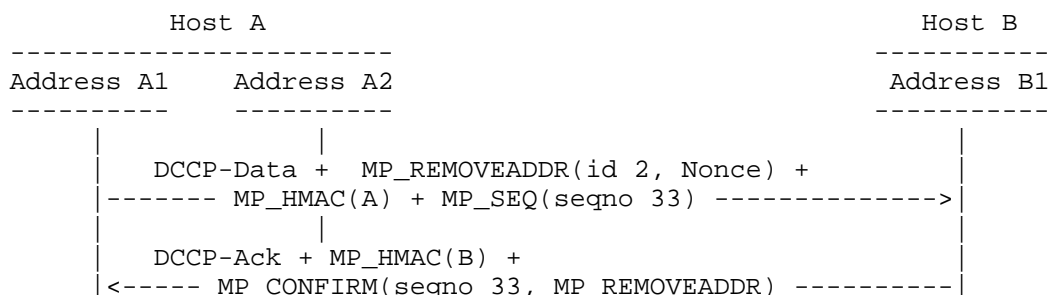 Host A Host B
------------------------ -----------
Address A1 Address A2 Address B1
---------- ---------- -----------
| | |
| DCCP-Data + MP_REMOVEADDR(id 2, Nonce) + |
|------- MP_HMAC(A) + MP_SEQ(seqno 33) -------------->|
| | |
| DCCP-Ack + MP_HMAC(B) + |
|<----- MP_CONFIRM(seqno 33, MP_REMOVEADDR) ----------|